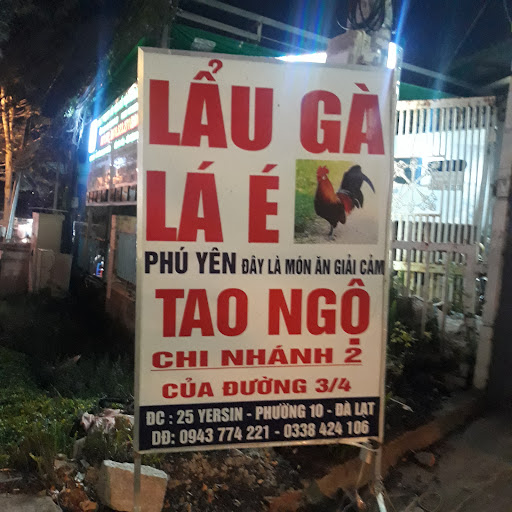 LẨU GÀ
LÁ É
PHÚ YÊN ĐÂY LÀ MÓN ĂN GIẢI CẢM
TAO NGỘ
CHI NHÁNH 2
CỦA ĐƯỜNG 3/4
ĐC : 25 YERSIN - PHƯỜNG 10 - ĐÀ LẠT
DĐ: 0943 774 221 - 0338 424 106